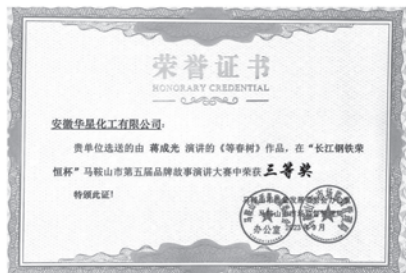 荣誉证书
HONORARY CREDENTIAL
安徽华星化工有限公司：
贵单位选送的由 蒋成光 演讲的《等春树》作品，在“长江钢铁荣
恒杯”马鞍山市第五届品牌故事演讲大赛中荣获 三等奖
特颁此证！
办公室